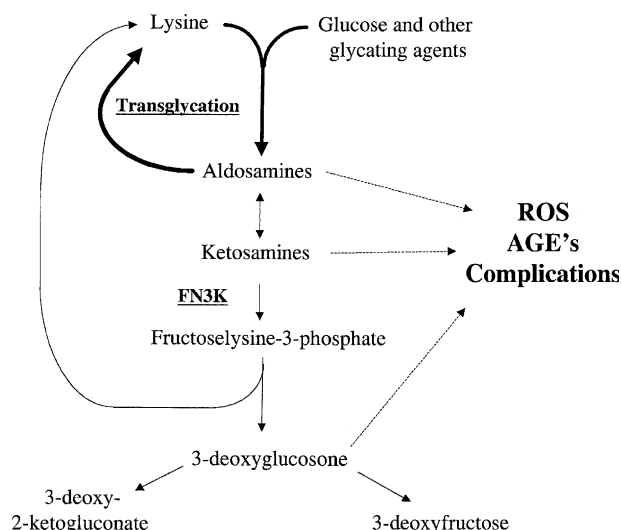 Lysine
Glucose and other
glycating agents
Transglycation
Aldosamines
ROS
AGE's
Complications
Ketosamines
FN3K
Fructoselysine-3-phosphate
3-deoxyglucosone
3-deoxy-
2-ketogluconate
3-deoxyfructose